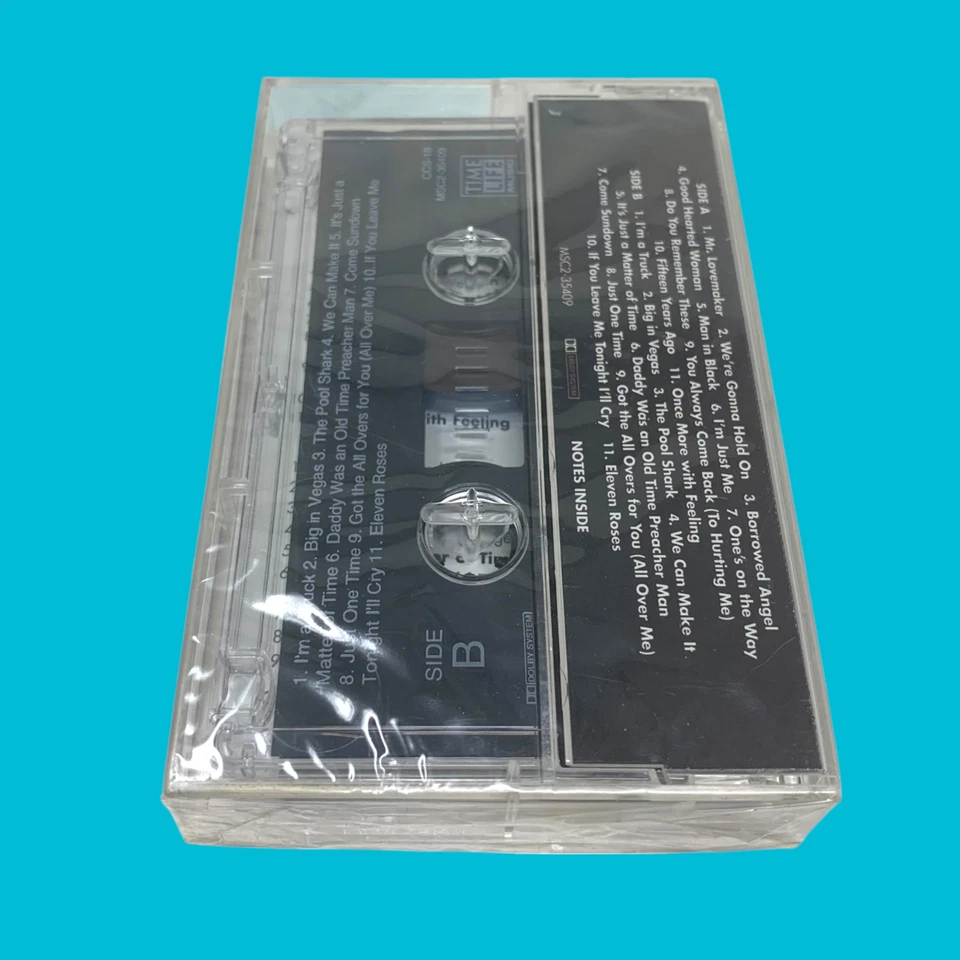 SIDE A 1. Mr. Lovemaker 2. We're Gonna Hold On 3. Borrowed Angel
4. Good Hearted Woman 5. Man in Black 6. I'm Just Me 7. One's on the Way
8. Do You Remember These 9. You Always Come Back (To Hurting Me)
10. Fifteen Years Ago 11. Once More with Feeling
SIDE B 1. I'm a Truck 2. Big in Vegas 3. The Pool Shark 4. We Can Make It
5. It's Just a Matter of Time 6. Daddy Was an Old Time Preacher Man
7. Come Sundown 8. Just One Time 9. Got the All Overs for You (All Over Me)
10. If You Leave Me Tonight I'll Cry 11. Eleven Roses
NOTES INSIDE
MSC2-35409
TIME
LIFE
MUSIC
CCS-18
MSC2-35409
ith Feeling
SIDE
B
DOLBY SYSTEM
1. I'm a ruck 2. Big in Vegas 3. The Pool Shark 4. We Can Make It 5. It's Just a
Matte of Time 6. Daddy Was an Old Time Preacher Man 7. Come Sundown
8. Just One Time 9. Got the All Overs for You (All Over Me) 10. If You Leave Me
Tonight I'll Cry 11. Eleven Roses